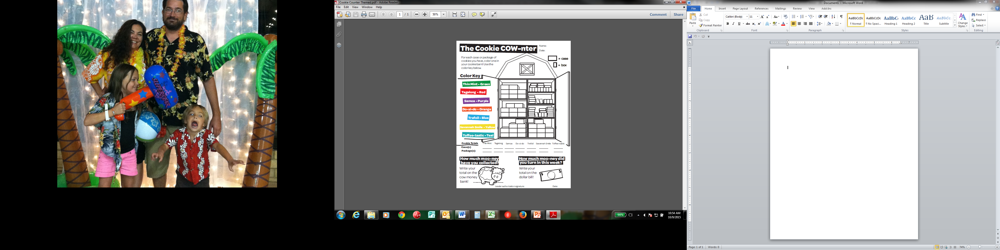 SUMMER
Cookie Counter Themed.pdf - Adobe Reader
File Edit View Window Help
1 / 1 50% Comment Share
The Cookie COW-nter
Name:
Date:
For each case or package of
cookies you have, color one in
your cookie barn! Use the
color key below.
= case
= box
Color Key
Thin Mint - Green
Tagalong - Red
Samoa - Purple
Do-si-do - Orange
Trefoil - Blue
Savannah Smile - Yellow
Toffee-tastic - Teal
Cookie Totals Thin Mint Tagalong Samoa Do-si-do Trefoil Savannah Smile Toffee-tastic
Case(s)
Package(s)
How much moo-ney
have you collected?
Write your
total on the
cow money
bank!
How much moo-ney did
you turn in this week?
Write your
total on the
dollar bill!
$ $
Leader authorization signature: Date:
98%
10:54 AM
10/9/2015
Document1 - Microsoft Word
File Home Insert Page Layout References Mailings Review View Add-Ins
Paste
Cut
Copy
Format Painter
Clipboard
Calibri (Body) 11
B I U abc X₂ X²
Font
Paragraph
AaBbCcDc AaBbCcDc AaBbCc AaBbCc AaB AaBbCc.
¶ Normal ¶ No Spaci... Heading 1 Heading 2 Title Subtitle
Change
Styles
Styles
Find
Replace
Select
Editing
Page: 1 of 1 Words: 0
74%